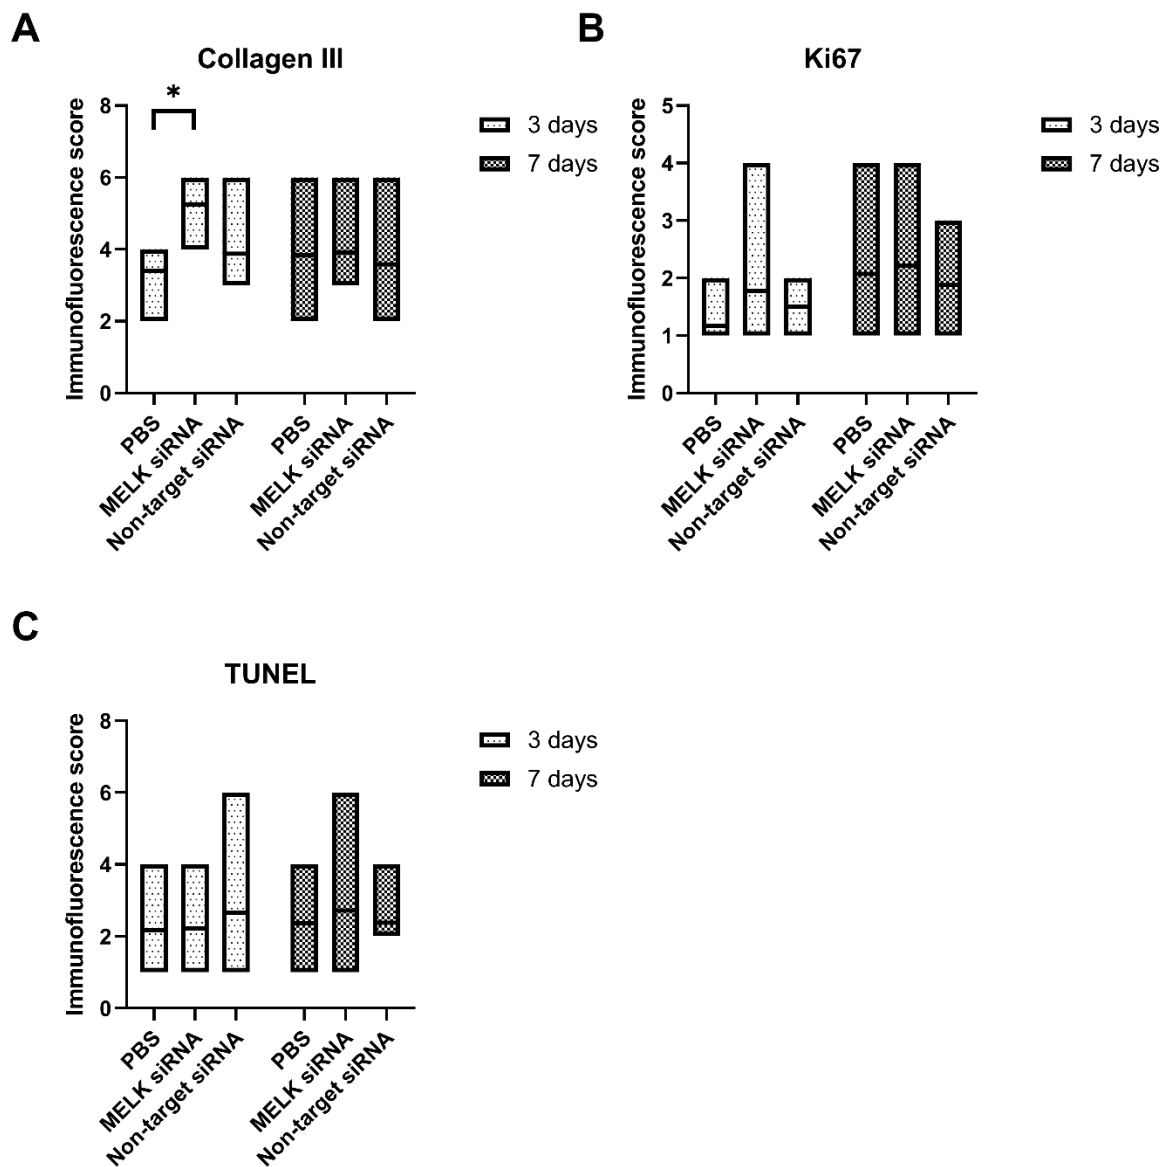 A
Collagen III
*
Immunofluorescence score
8
6
4
2
0
PBS
MELK siRNA
Non-target siRNA
PBS
MELK siRNA
Non-target siRNA
3 days
7 days
B
Ki67
Immunofluorescence score
5
4
3
2
1
0
PBS
MELK siRNA
Non-target siRNA
PBS
MELK siRNA
Non-target siRNA
3 days
7 days
C
TUNEL
Immunofluorescence score
8
6
4
2
0
PBS
MELK siRNA
Non-target siRNA
PBS
MELK siRNA
Non-target siRNA
3 days
7 days